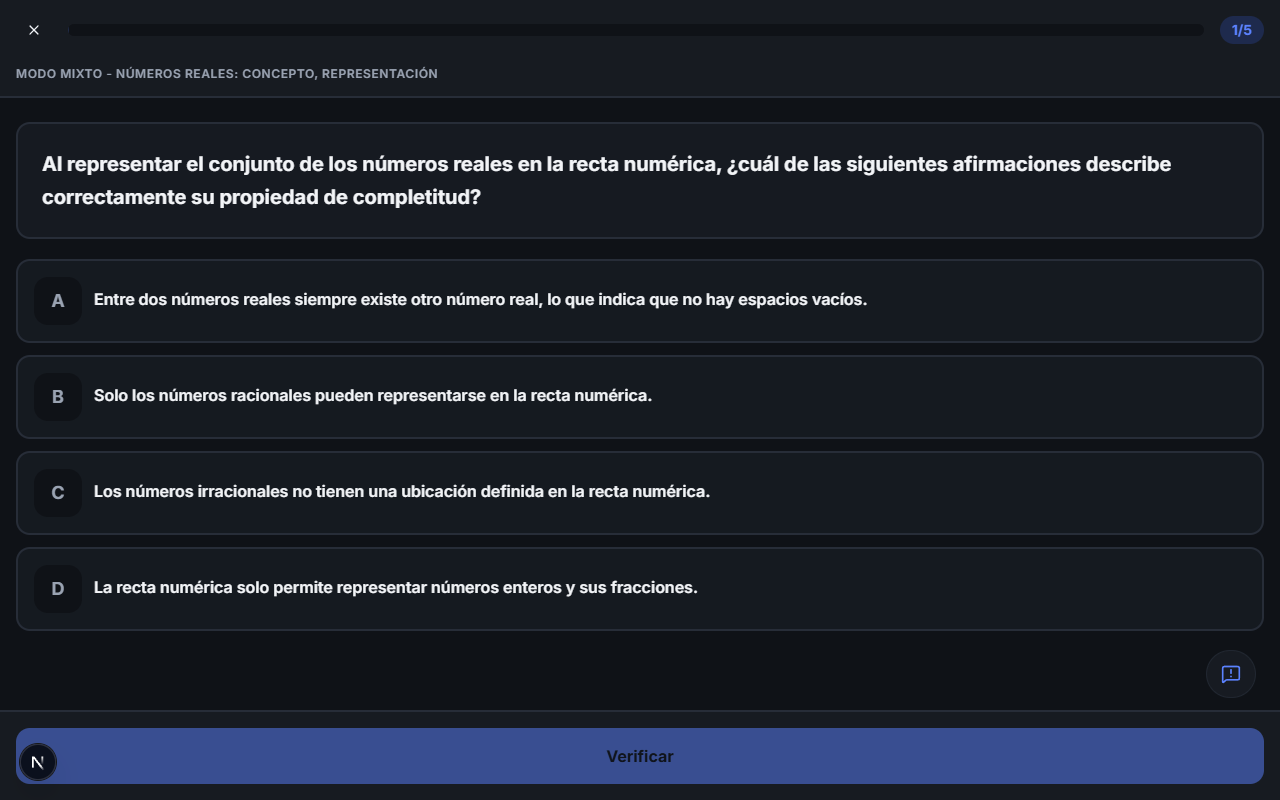 1/5
MODO MIXTO - NÚMEROS REALES: CONCEPTO, REPRESENTACIÓN
Al representar el conjunto de los números reales en la recta numérica, ¿cuál de las siguientes afirmaciones describe
correctamente su propiedad de completitud?
A Entre dos números reales siempre existe otro número real, lo que indica que no hay espacios vacíos.
B Solo los números racionales pueden representarse en la recta numérica.
C Los números irracionales no tienen una ubicación definida en la recta numérica.
D La recta numérica solo permite representar números enteros y sus fracciones.
Verificar
N